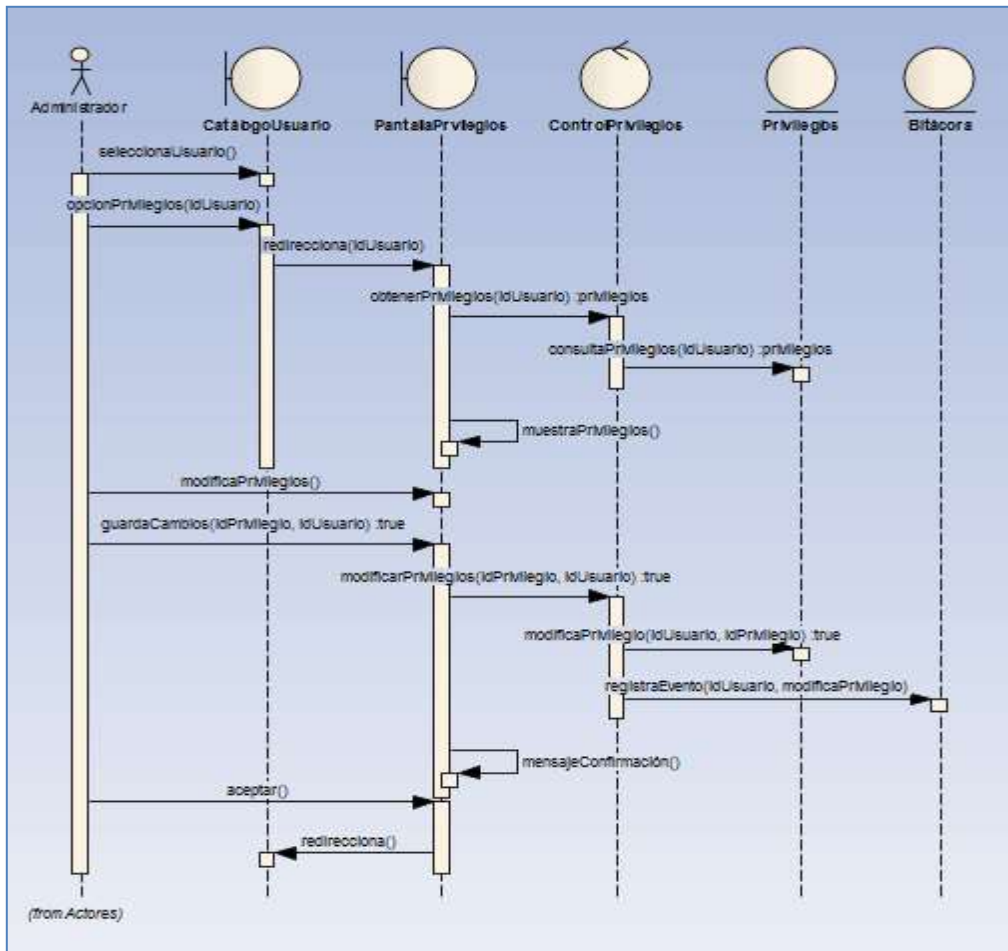 Administrador
CatálogoUsuario
PantallaPrivilegios
ControlPrivilegios
Privilegios
Bitácora
seleccionaUsuario()
opcionPrivilegios(idUsuario)
redirecciona(idUsuario)
obtenerPrivilegios(idUsuario) :privilegios
consultaPrivilegios(idUsuario) :privilegios
muestraPrivilegios()
modificaPrivilegios()
guardaCambios(idPrivilegio, idUsuario) :true
modificarPrivilegios(idPrivilegio, idUsuario) :true
modificaPrivilegio(idUsuario, idPrivilegio) :true
registraEvento(idUsuario, modificaPrivilegio)
mensajeConfirmación()
aceptar()
redirecciona()
(from Actores)